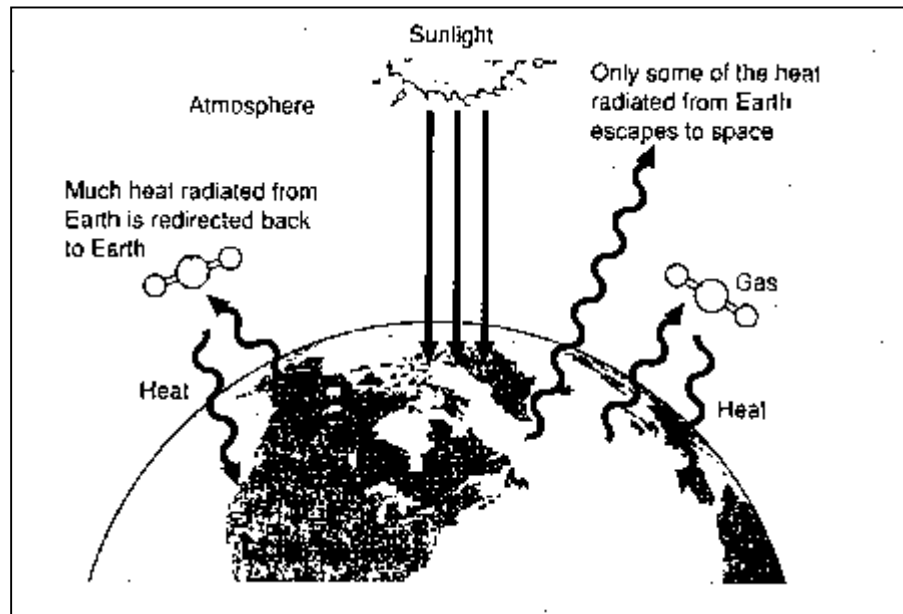 Sunlight
Atmosphere
Only some of the heat
radiated from Earth
escapes to space
Much heat radiated from
Earth is redirected back
to Earth
Gas
Heat
Heat